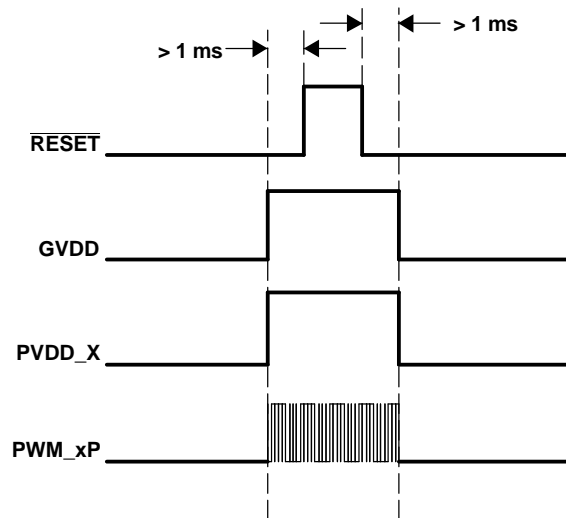 > 1 ms
> 1 ms
RESET
GVDD
PVDD_X
PWM_xP